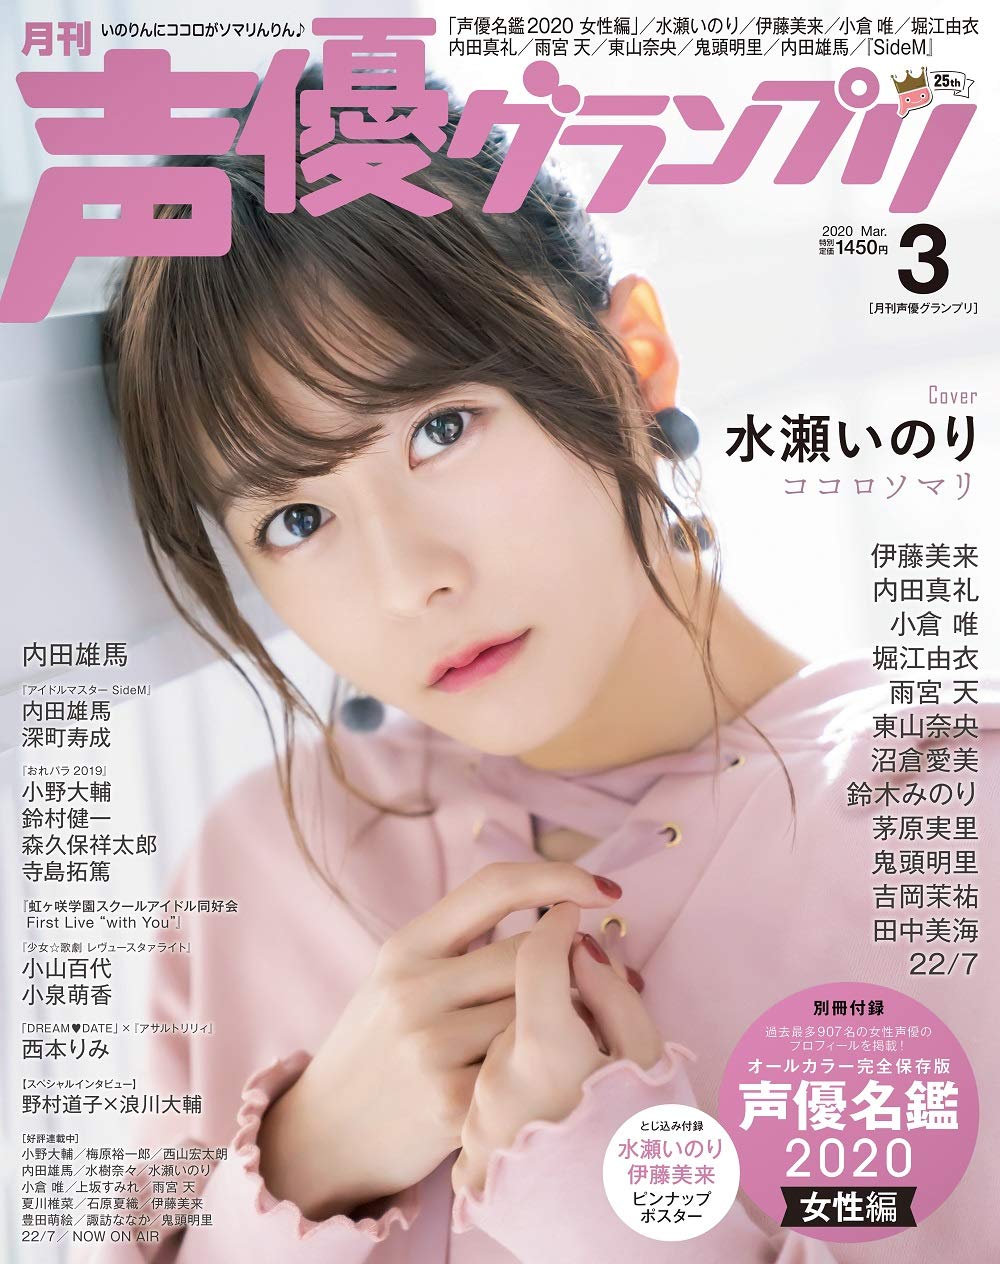 月刊
いのりんにココロがソマリんりん♪
「声優名鑑2020 女性編」／水瀬いのり／伊藤美来／小倉 唯／堀江由衣
内田真礼／雨宮 天／東山奈央／鬼頭明里／内田雄馬／『SideM』
声優グランプリ
25th
2020 Mar.
特別定価1450円
3
[月刊声優グランプリ]
Cover
水瀬いのり
ココロソマリ
伊藤美来
内田真礼
小倉 唯
堀江由衣
雨宮 天
東山奈央
沼倉愛美
鈴木みのり
茅原実里
鬼頭明里
吉岡茉祐
田中美海
22/7
内田雄馬
『アイドルマスター SideM』
内田雄馬
深町寿成
『おれパラ 2019』
小野大輔
鈴村健一
森久保祥太郎
寺島拓篤
『虹ヶ咲学園スクールアイドル同好会
First Live “with You”』
『少女☆歌劇 レヴュースタァライト』
小山百代
小泉萌香
「DREAM♥DATE」×『アサルトリリィ』
西本りみ
【スペシャルインタビュー】
野村道子×浪川大輔
[好評連載中]
小野大輔／梅原裕一郎／西山宏太朗
内田雄馬／水樹奈々／水瀬いのり
小倉 唯／上坂すみれ／雨宮 天
夏川椎菜／石原夏織／伊藤美来
豊田萌絵／諏訪ななか／鬼頭明里
22/7／NOW ON AIR
とじ込み付録
水瀬いのり
伊藤美来
ピンナップ
ポスター
別冊付録
過去最多907名の女性声優の
プロフィールを掲載！
オールカラー完全保存版
声優名鑑
2020
女性編